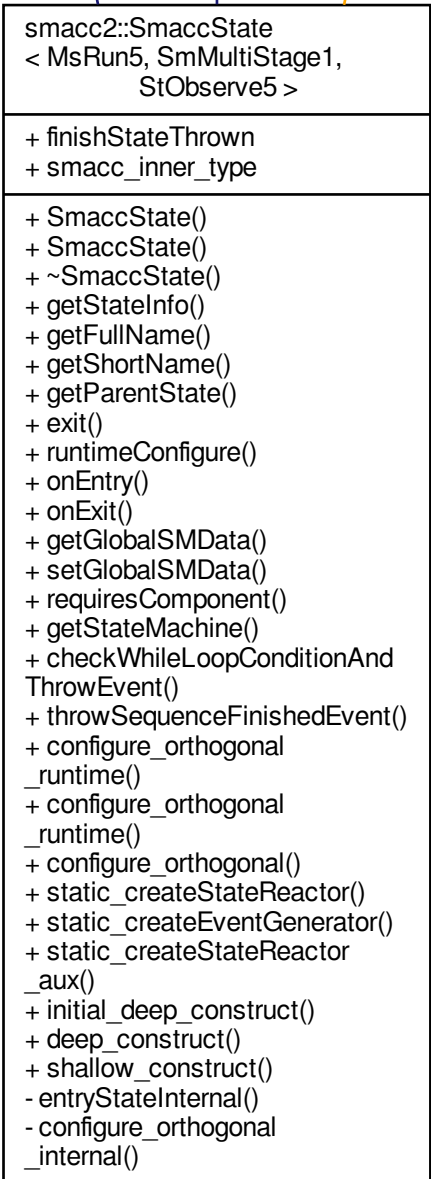 smacc2::SmaccState
< MsRun5, SmMultiStage1,
StObserve5 >
+ finishStateThrown
+ smacc_inner_type
+ SmaccState()
+ SmaccState()
+ ~SmaccState()
+ getStateInfo()
+ getFullName()
+ getShortName()
+ getParentState()
+ exit()
+ runtimeConfigure()
+ onEntry()
+ onExit()
+ getGlobalSMData()
+ setGlobalSMData()
+ requiresComponent()
+ getStateMachine()
+ checkWhileLoopConditionAnd
ThrowEvent()
+ throwSequenceFinishedEvent()
+ configure_orthogonal
_runtime()
+ configure_orthogonal
_runtime()
+ configure_orthogonal()
+ static_createStateReactor()
+ static_createEventGenerator()
+ static_createStateReactor
_aux()
+ initial_deep_construct()
+ deep_construct()
+ shallow_construct()
- entryStateInternal()
- configure_orthogonal
_internal()